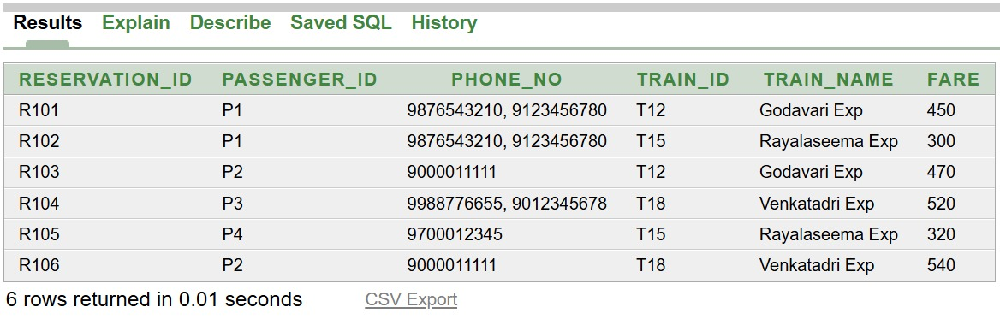 Results Explain Describe Saved SQL History
RESERVATION_ID PASSENGER_ID PHONE_NO TRAIN_ID TRAIN_NAME FARE
R101 P1 9876543210, 9123456780 T12 Godavari Exp 450
R102 P1 9876543210, 9123456780 T15 Rayalaseema Exp 300
R103 P2 9000011111 T12 Godavari Exp 470
R104 P3 9988776655, 9012345678 T18 Venkatadri Exp 520
R105 P4 9700012345 T15 Rayalaseema Exp 320
R106 P2 9000011111 T18 Venkatadri Exp 540
6 rows returned in 0.01 seconds CSV Export